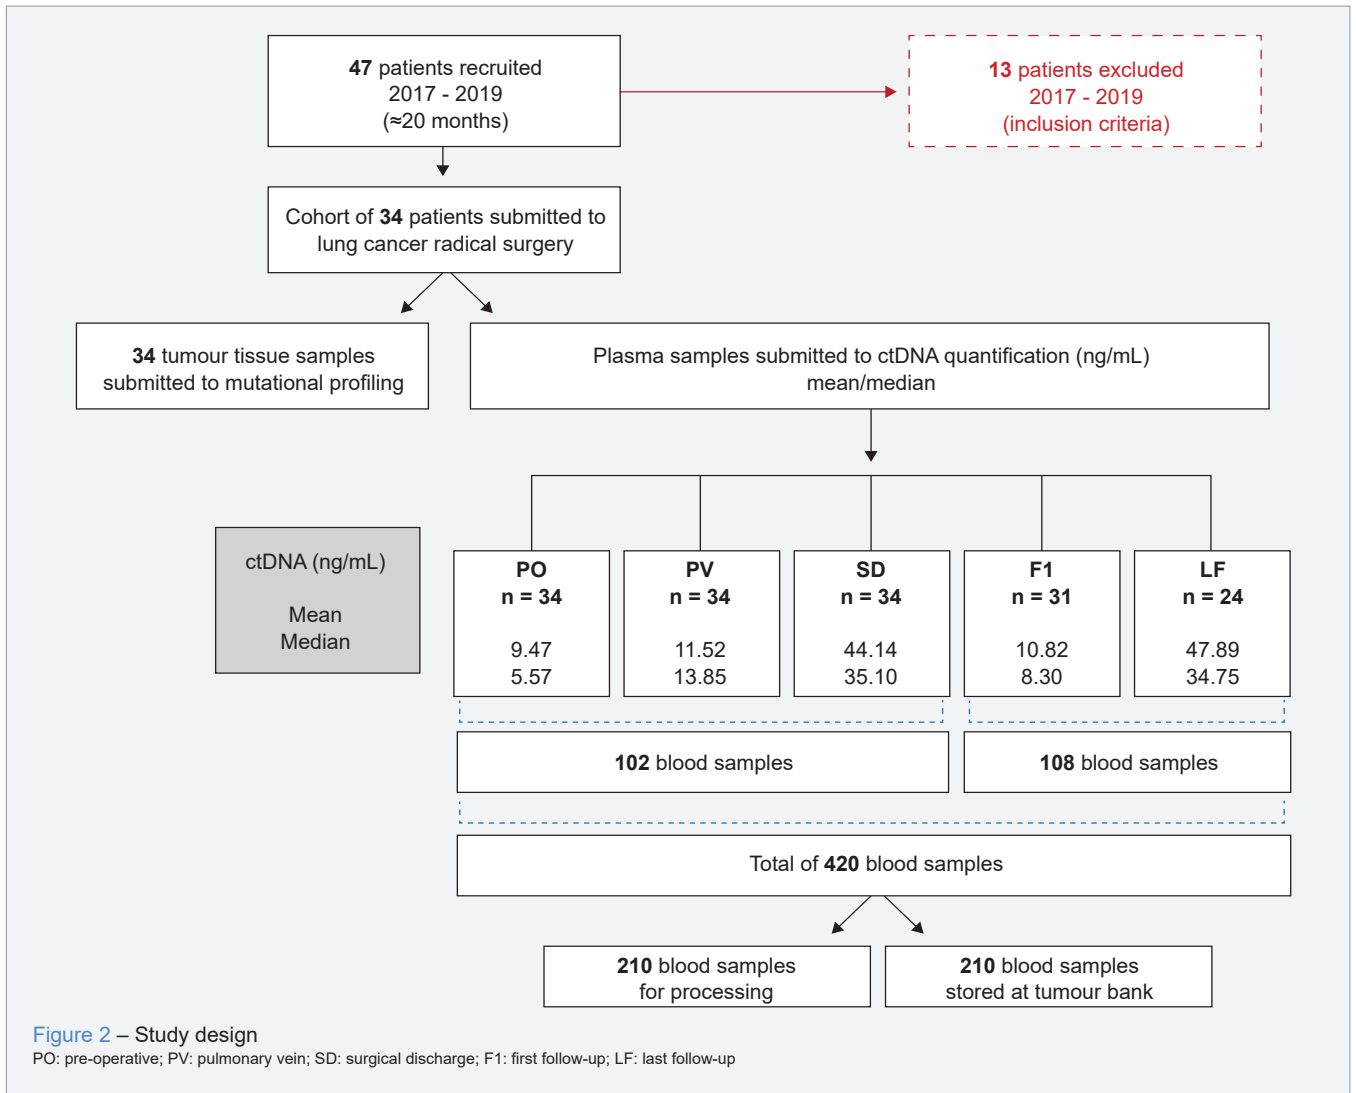 47 patients recruited
2017 - 2019
(≈20 months)
13 patients excluded
2017 - 2019
(inclusion criteria)
Cohort of 34 patients submitted to
lung cancer radical surgery
34 tumour tissue samples
submitted to mutational profiling
Plasma samples submitted to ctDNA quantification (ng/mL)
mean/median
ctDNA (ng/mL)
Mean
Median
PO
n = 34
9.47
5.57
PV
n = 34
11.52
13.85
SD
n = 34
44.14
35.10
F1
n = 31
10.82
8.30
LF
n = 24
47.89
34.75
102 blood samples
108 blood samples
Total of 420 blood samples
210 blood samples
for processing
210 blood samples
stored at tumour bank
Figure 2 – Study design
PO: pre-operative; PV: pulmonary vein; SD: surgical discharge; F1: first follow-up; LF: last follow-up